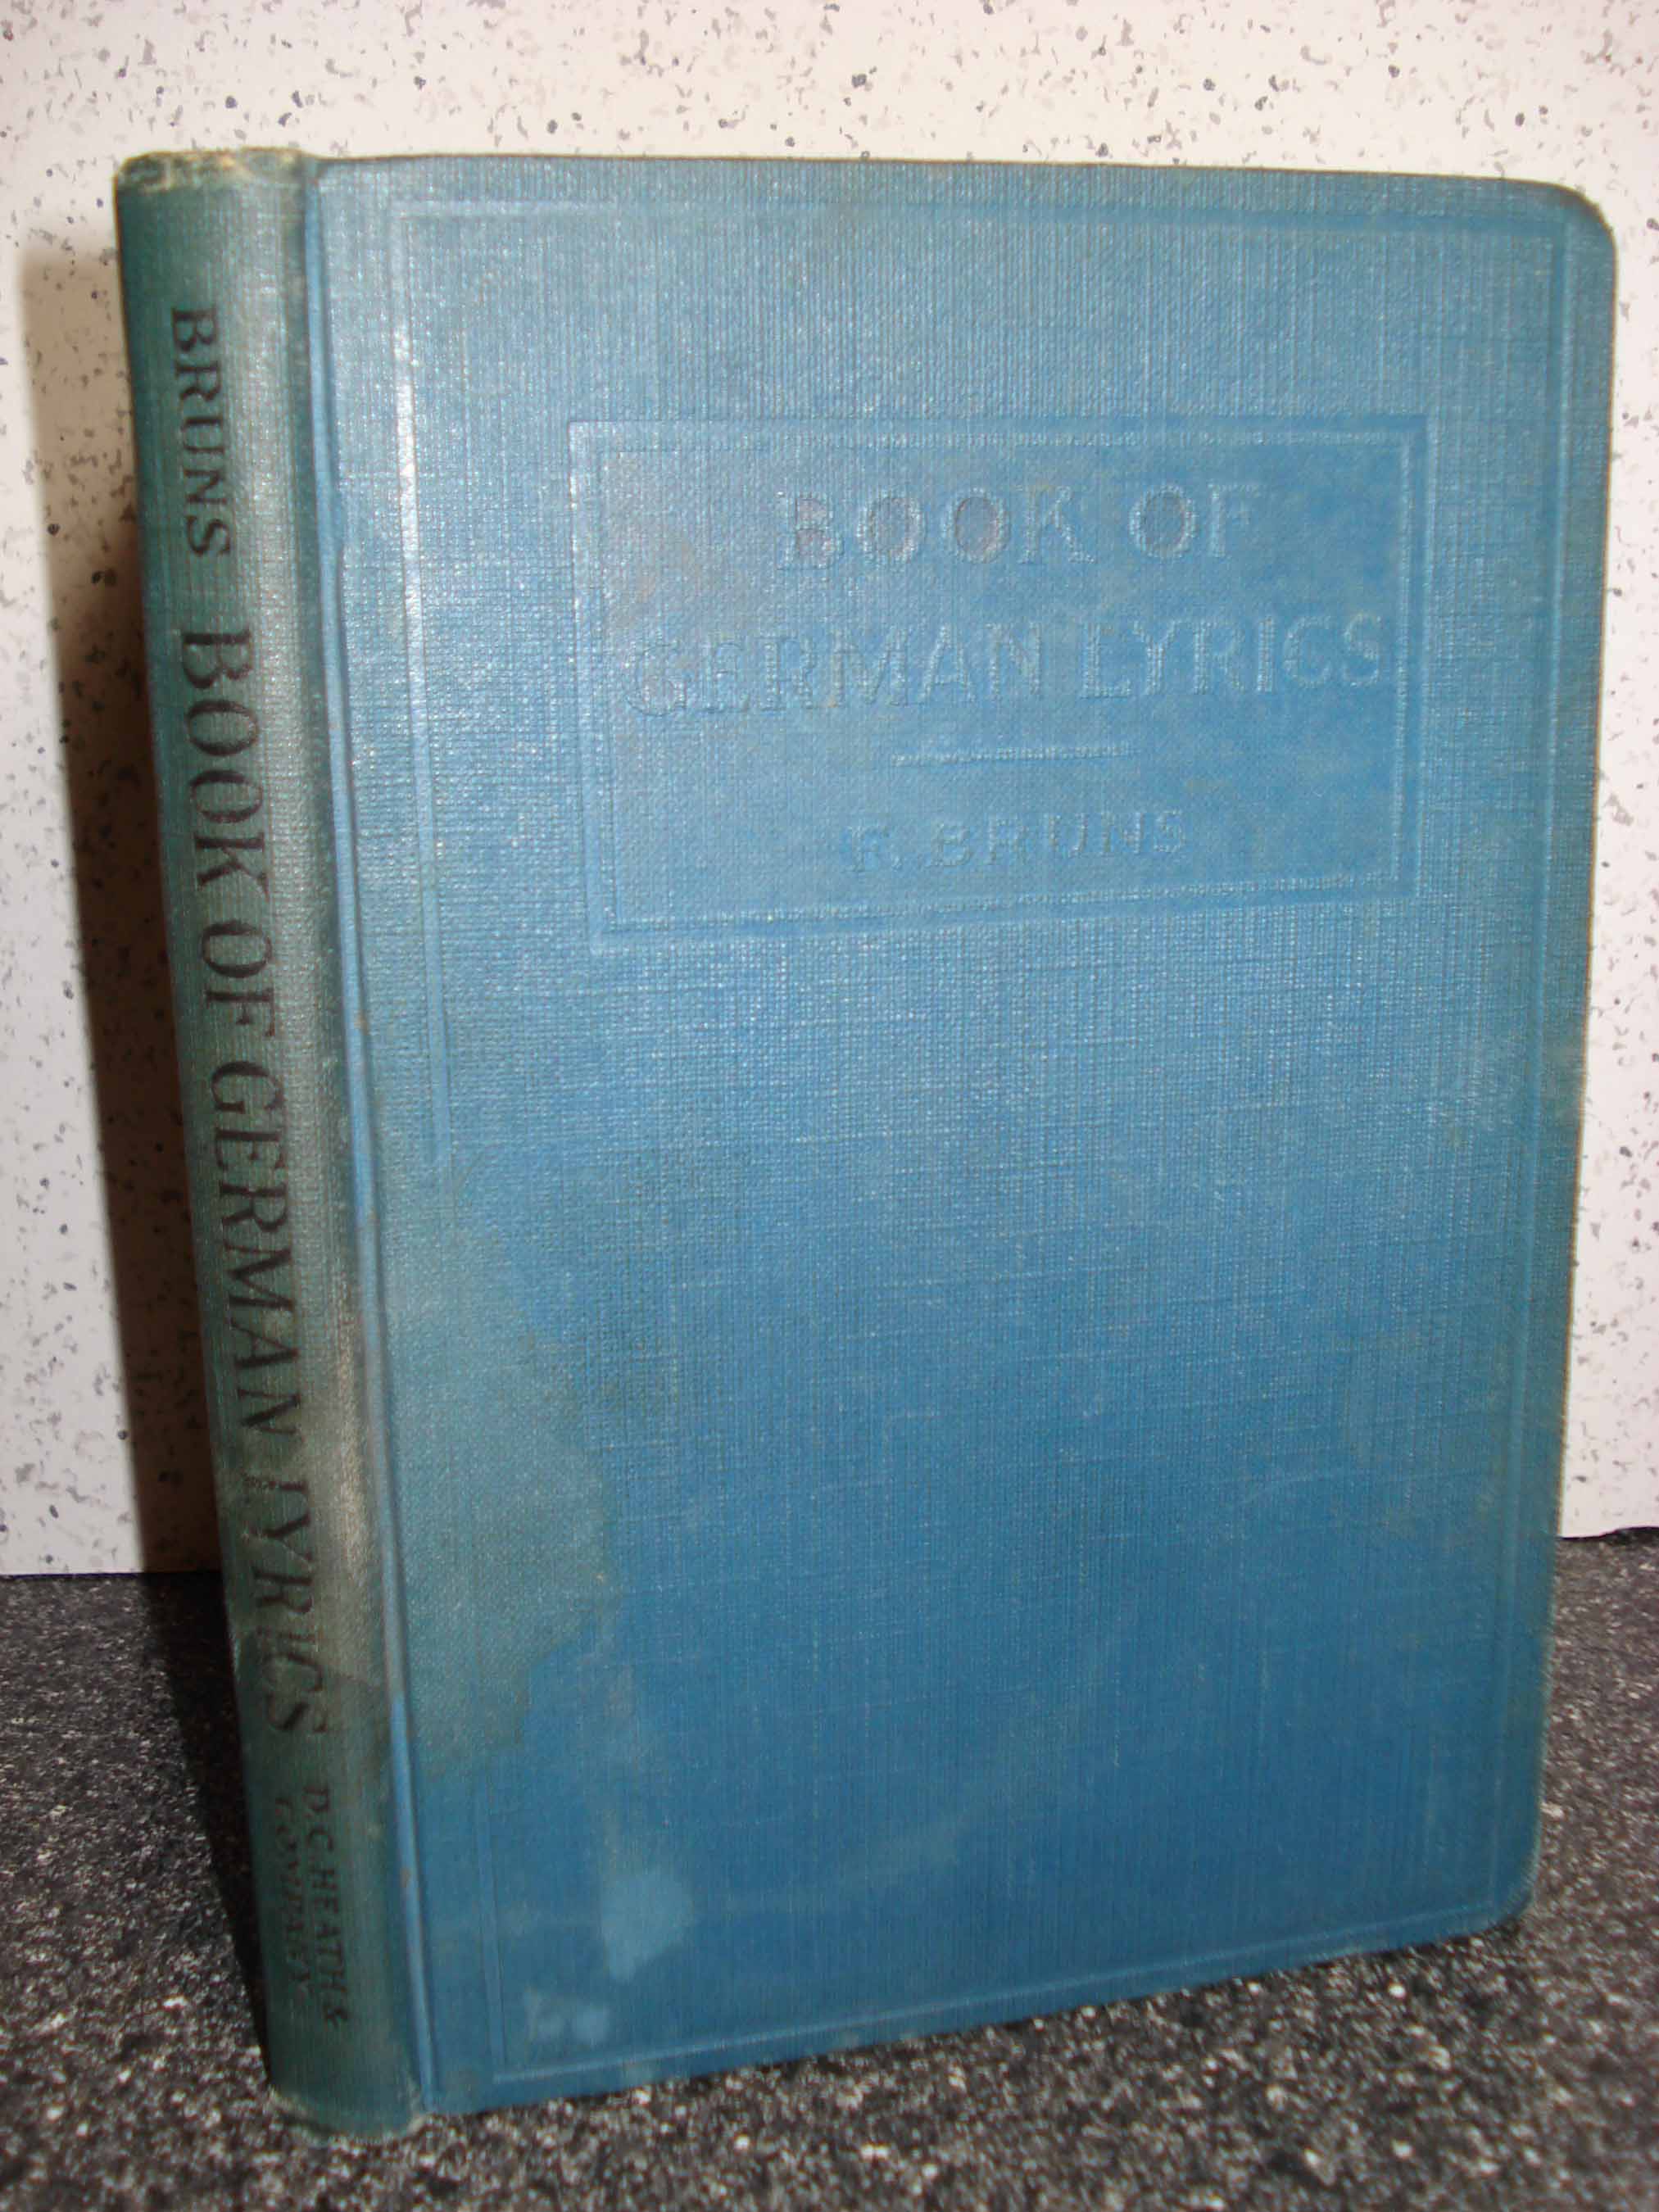 BRUNS BOOK OF GERMAN LYRICS D.C. HEATH &
COMPANY
BOOK OF
GERMAN LYRICS
F. BRUNS